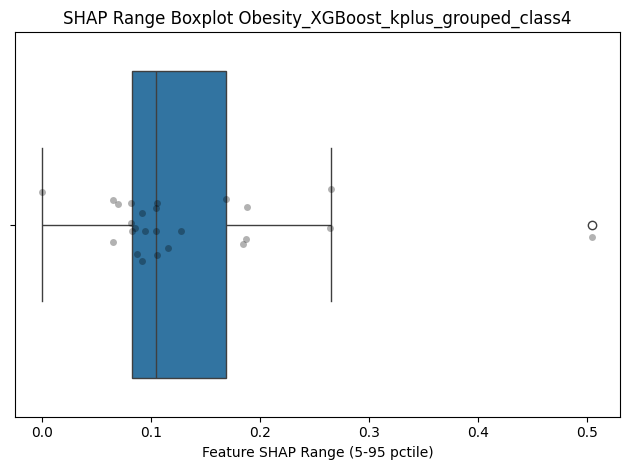 SHAP Range Boxplot Obesity_XGBoost_kplus_grouped_class4
0.0 0.1 0.2 0.3 0.4 0.5
Feature SHAP Range (5-95 pctile)